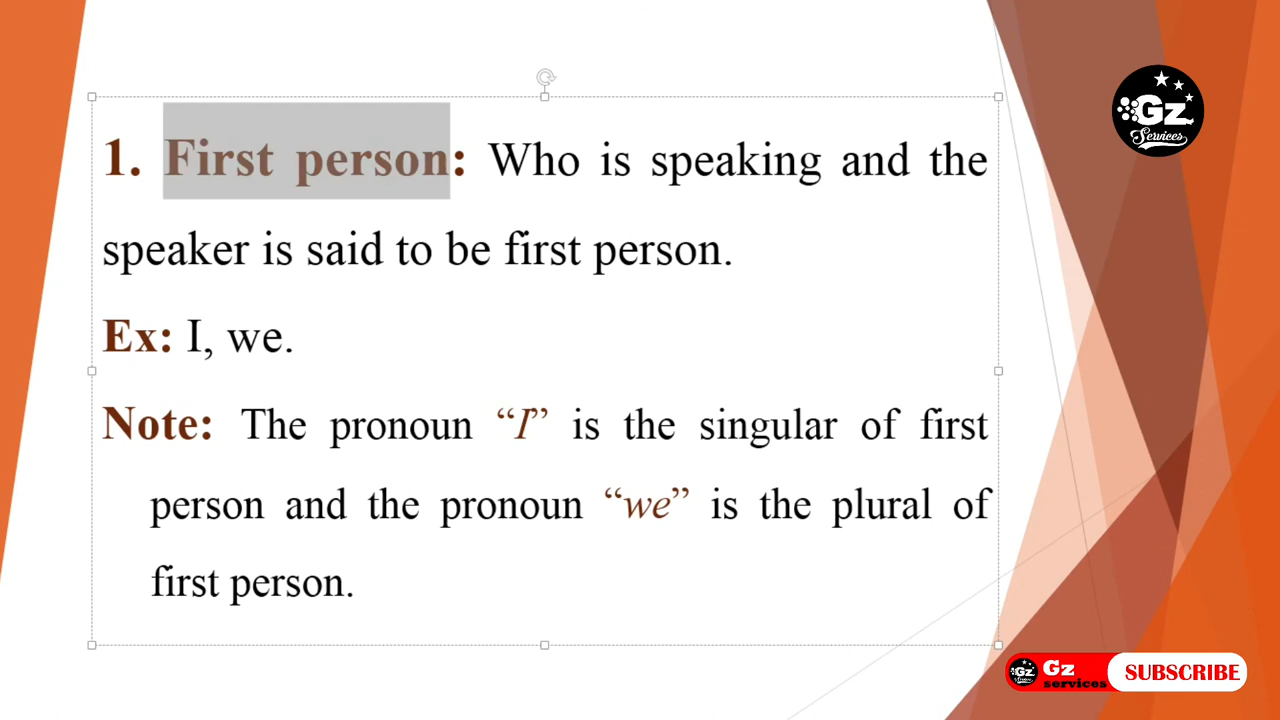 Gz
Services
1. First person: Who is speaking and the
speaker is said to be first person.
Ex: I, we.
Note: The pronoun “I” is the singular of first
person and the pronoun “we” is the plural of
first person.
Gz
Gz
services
SUBSCRIBE